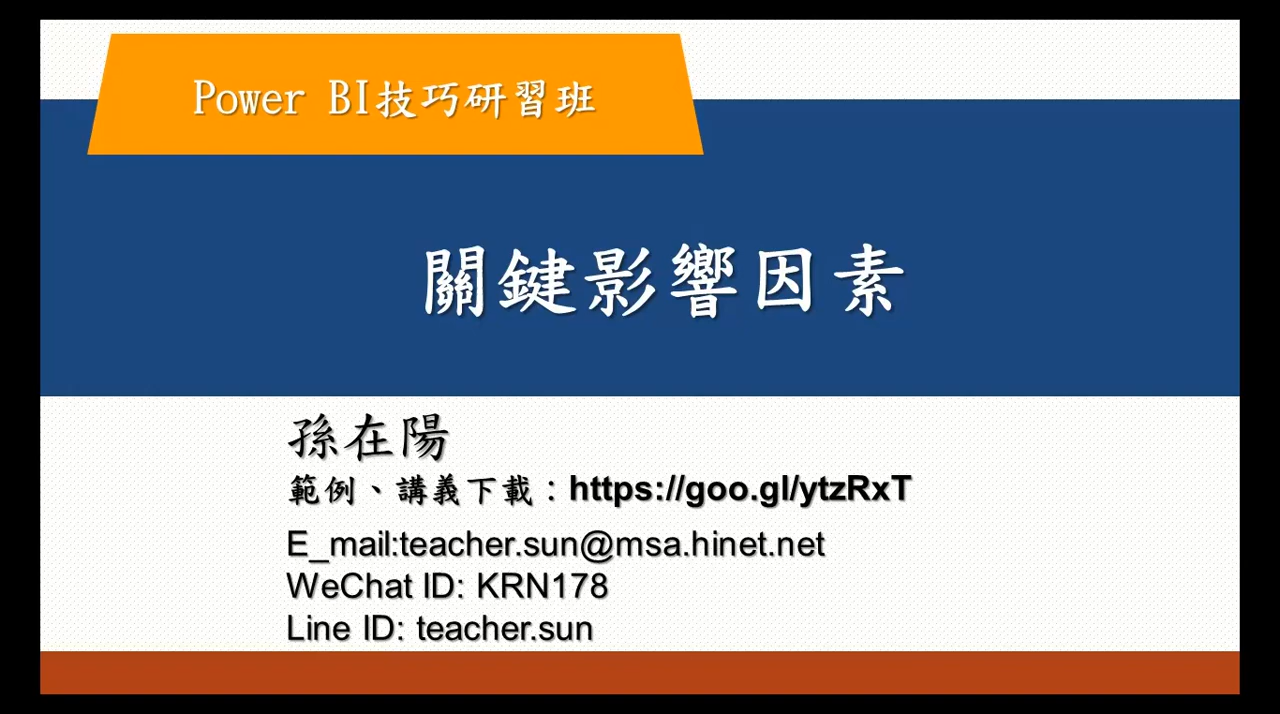 Power BI技巧研習班
關鍵影響因素
孫在陽
範例、講義下載：https://goo.gl/ytzRxT
E_mail:teacher.sun@msa.hinet.net
WeChat ID: KRN178
Line ID: teacher.sun